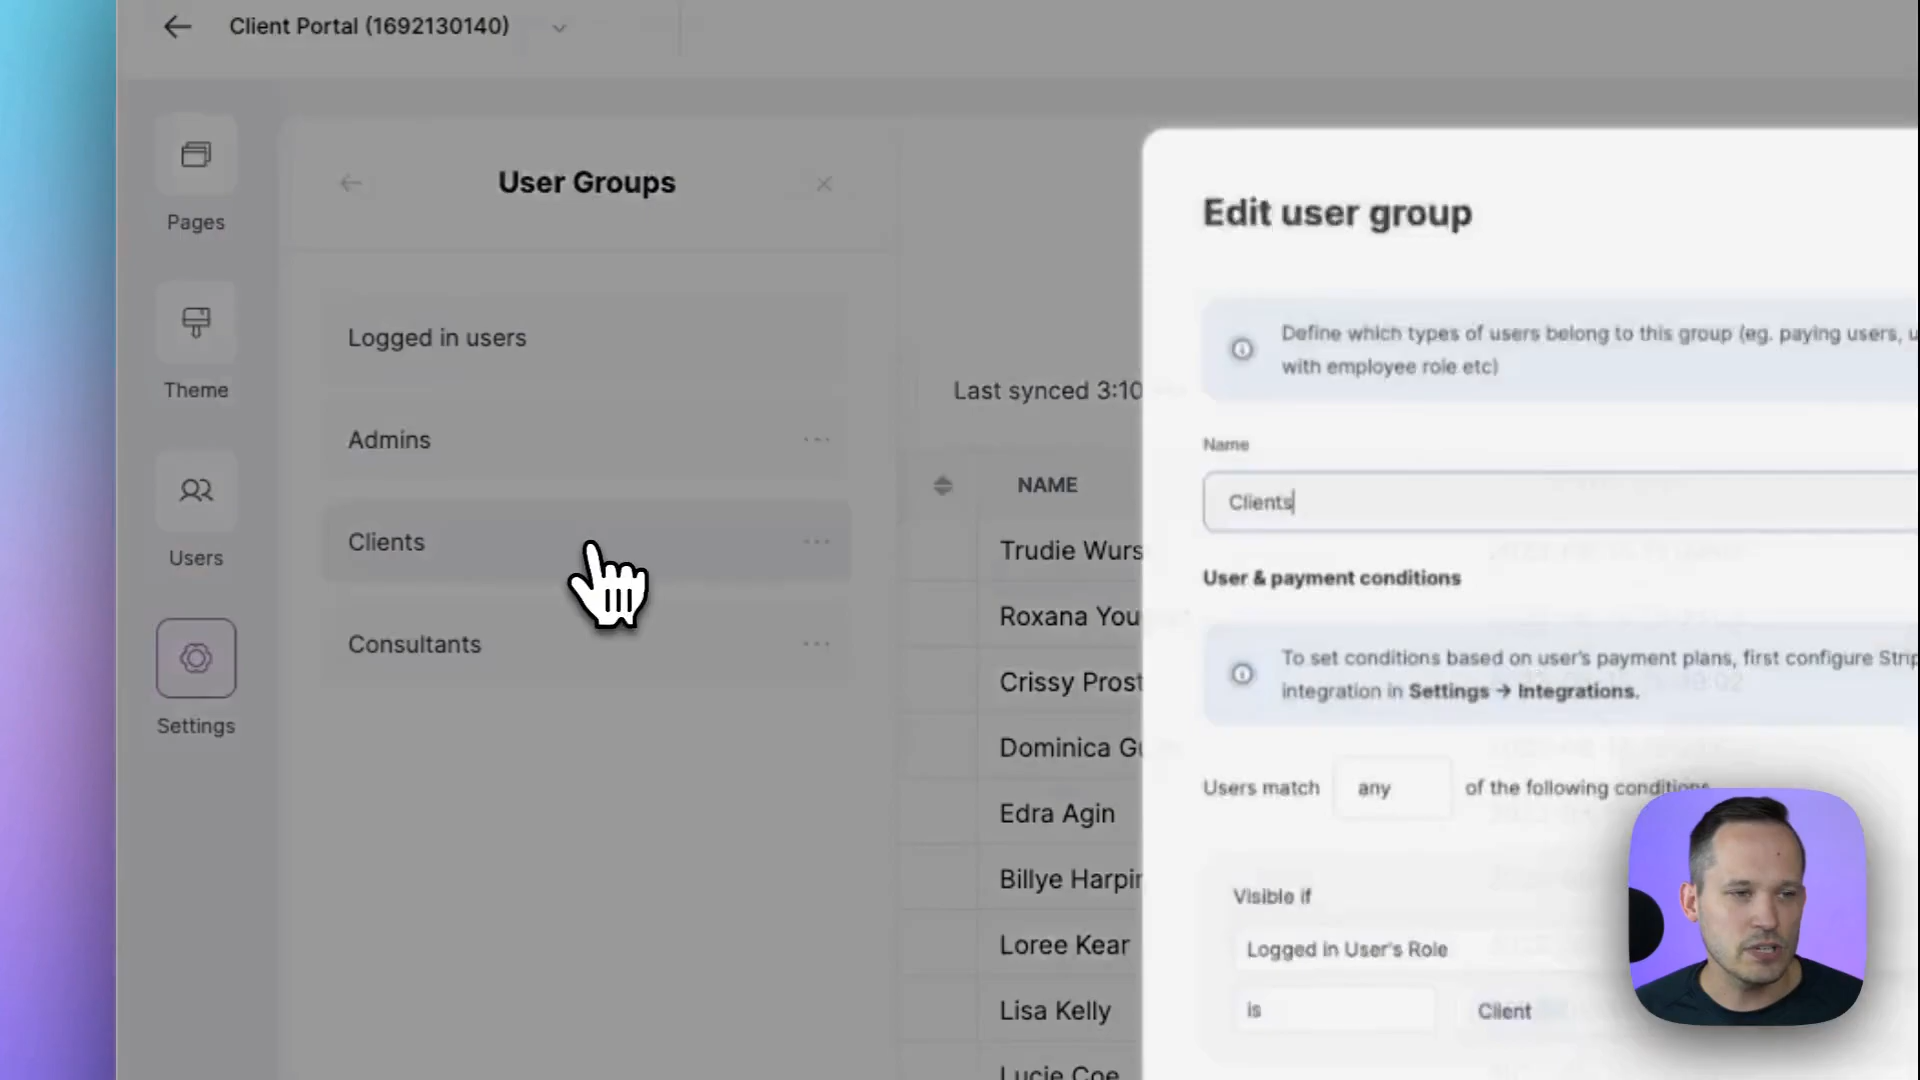 Client Portal (1692130140)
Pages
Theme
Users
Settings
User Groups
Logged in users
Admins
Clients
Consultants
Last synced 3:10
NAME
Trudie Wurs
Roxana You
Crissy Prost
Dominica Gu
Edra Agin
Billye Harpin
Loree Kear
Lisa Kelly
Lucie Coe
Edit user group
Define which types of users belong to this group (eg. paying users, u
with employee role etc)
Name
Clients
User & payment conditions
To set conditions based on user's payment plans, first configure Strip
integration in Settings → Integrations.
Users match any of the following conditions
Visible if
Logged in User's Role
is Client